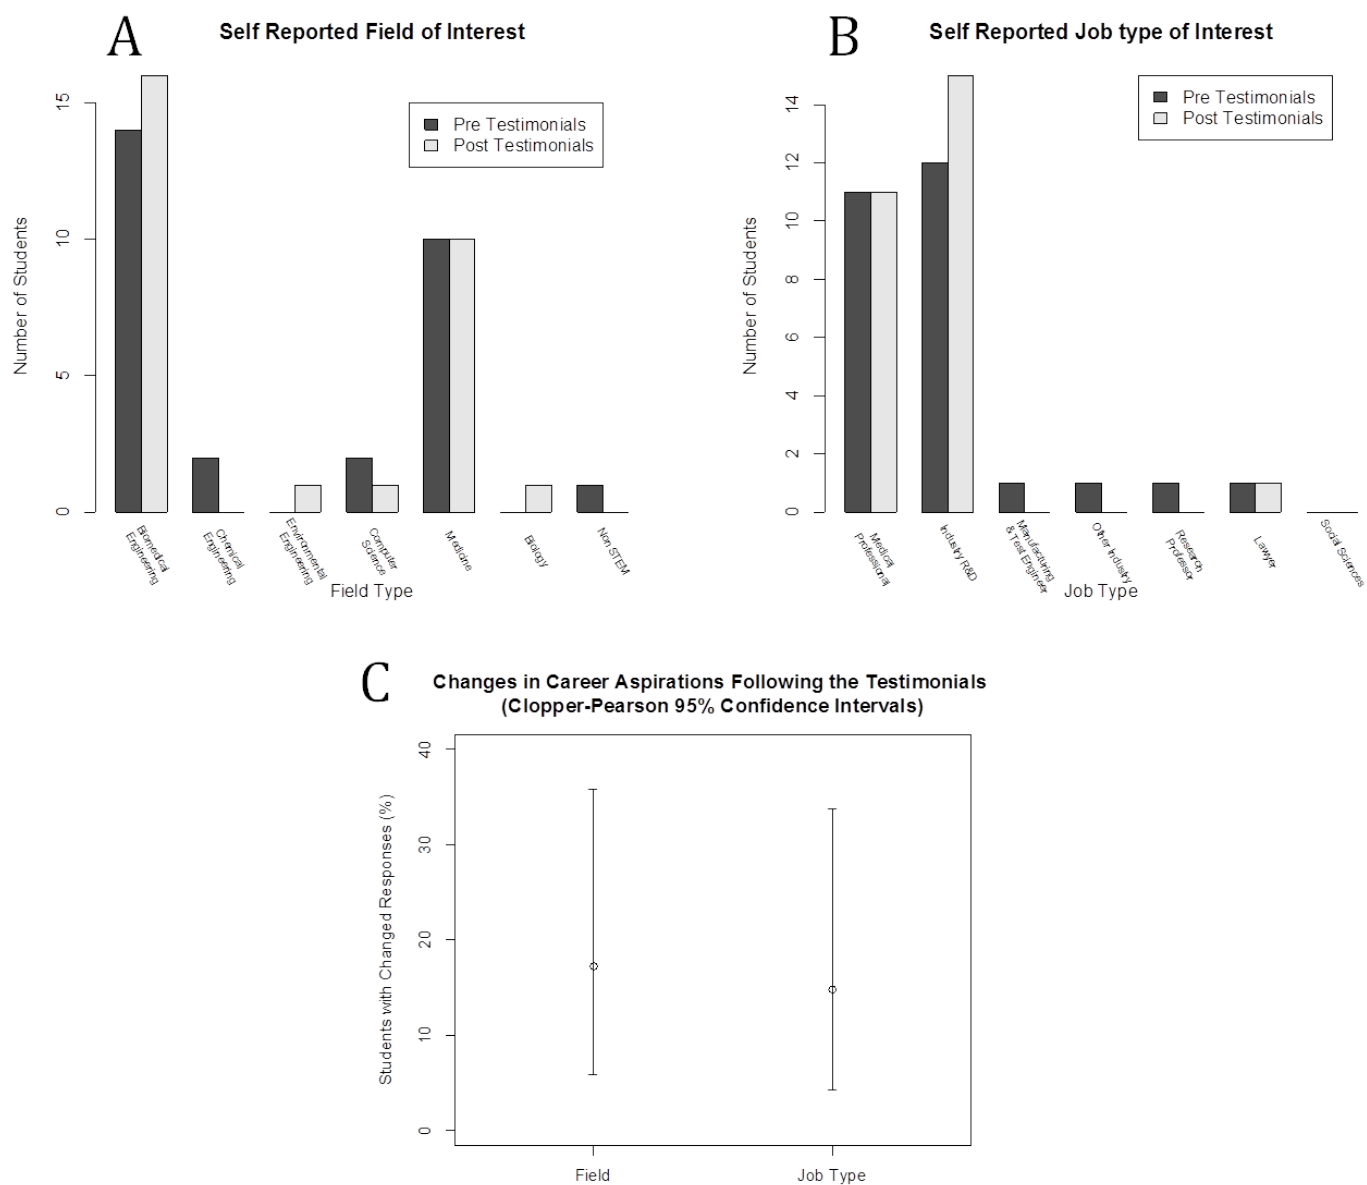 A
Self Reported Field of Interest
Pre Testimonials
Post Testimonials
Number of Students
15
10
5
0
Biomedical
Engineering
Chemical
Engineering
Environmental
Engineering
Computer
Science
Medicine
Biology
Non STEM
Field Type
B
Self Reported Job type of Interest
Pre Testimonials
Post Testimonials
Number of Students
14
12
10
8
6
4
2
0
Medical
Professional
Industry R&D
Manufacturing
& Test Engineer
Other Industry
Research
Professor
Lawyer
Social Sciences
Job Type
C
Changes in Career Aspirations Following the Testimonials
(Clopper-Pearson 95% Confidence Intervals)
Students with Changed Responses (%)
40
30
20
10
0
Field
Job Type